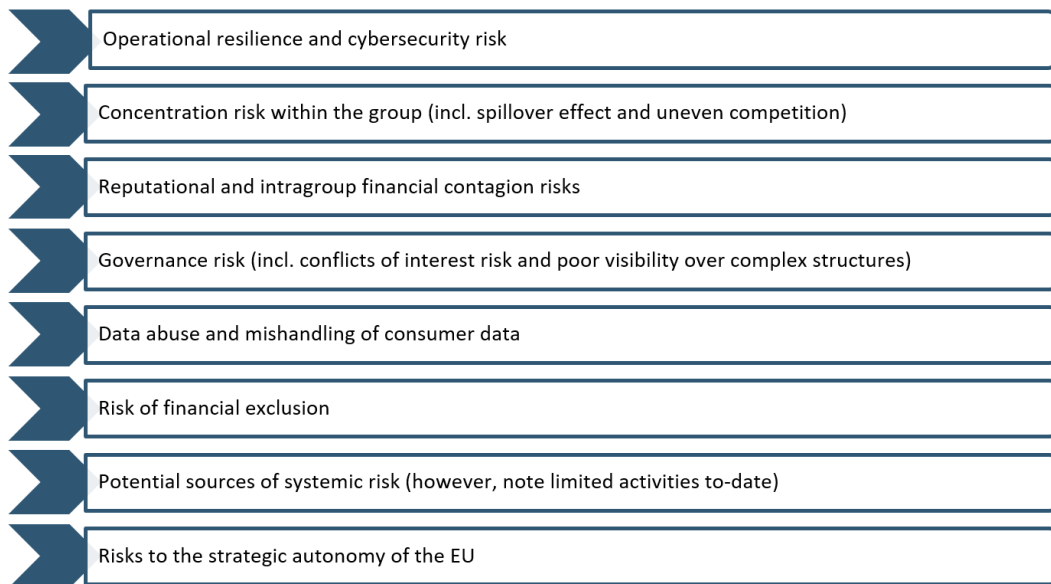 Operational resilience and cybersecurity risk
Concentration risk within the group (incl. spillover effect and uneven competition)
Reputational and intragroup financial contagion risks
Governance risk (incl. conflicts of interest risk and poor visibility over complex structures)
Data abuse and mishandling of consumer data
Risk of financial exclusion
Potential sources of systemic risk (however, note limited activities to-date)
Risks to the strategic autonomy of the EU